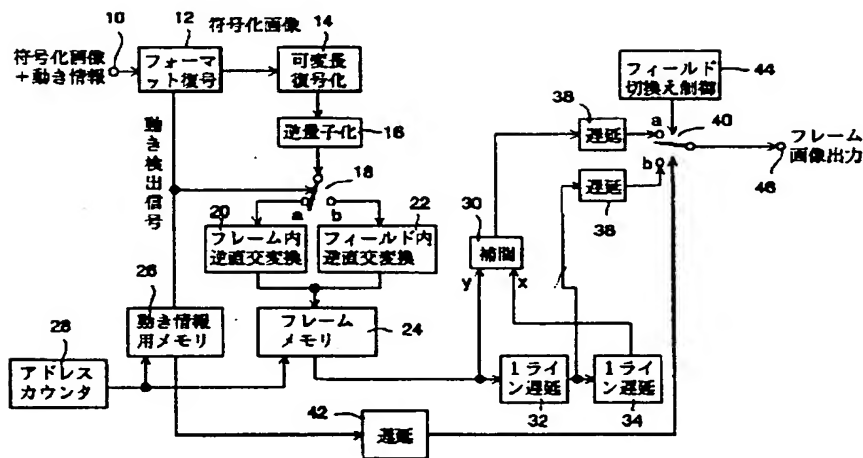 符号化画像
10
12
14
符号化画像
+動き情報
フォーマ
ット復号
可変長
復号化
フィールド
切換え制御
44
38
動き検出信号
逆量子化
16
遅延
a
40
フレーム
画像出力
46
18
a
b
b
遅延
38
20
22
30
フレーム内
逆直交変換
フィールド内
逆直交変換
補間
y
x
26
動き情報
用メモリ
フレーム
メモリ
24
28
アドレス
カウンタ
1ライ
ン遅延
1ライ
ン遅延
32
34
42
遅延